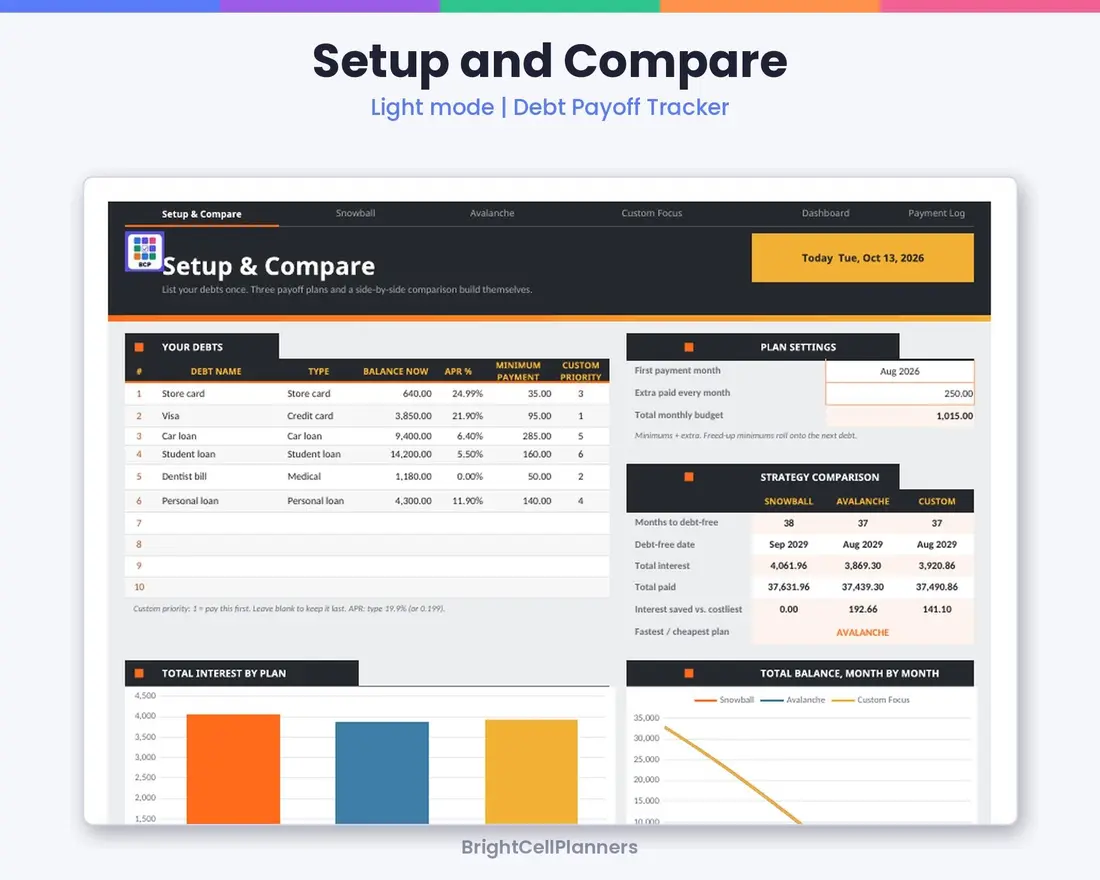 Setup and Compare
Light mode | Debt Payoff Tracker
Setup & Compare Snowball Avalanche Custom Focus Dashboard Payment Log
BCP
Setup & Compare
List your debts once. Three payoff plans and a side-by-side comparison build themselves.
Today Tue, Oct 13, 2026
YOUR DEBTS
# DEBT NAME TYPE BALANCE NOW APR % MINIMUM PAYMENT CUSTOM PRIORITY
1 Store card Store card 640.00 24.99% 35.00 3
2 Visa Credit card 3,850.00 21.90% 95.00 1
3 Car loan Car loan 9,400.00 6.40% 285.00 5
4 Student loan Student loan 14,200.00 5.50% 160.00 6
5 Dentist bill Medical 1,180.00 0.00% 50.00 2
6 Personal loan Personal loan 4,300.00 11.90% 140.00 4
7
8
9
10
Custom priority: 1 = pay this first. Leave blank to keep it last. APR: type 19.9% (or 0.199).
PLAN SETTINGS
First payment month Aug 2026
Extra paid every month 250.00
Total monthly budget 1,015.00
Minimums + extra. Freed-up minimums roll onto the next debt.
STRATEGY COMPARISON
SNOWBALL AVALANCHE CUSTOM
Months to debt-free 38 37 37
Debt-free date Sep 2029 Aug 2029 Aug 2029
Total interest 4,061.96 3,869.30 3,920.86
Total paid 37,631.96 37,439.30 37,490.86
Interest saved vs. costliest 0.00 192.66 141.10
Fastest / cheapest plan AVALANCHE
TOTAL INTEREST BY PLAN
4,500
4,000
3,500
3,000
2,500
2,000
1,500
TOTAL BALANCE, MONTH BY MONTH
Snowball Avalanche Custom Focus
35,000
30,000
25,000
20,000
15,000
10,000
BrightCellPlanners